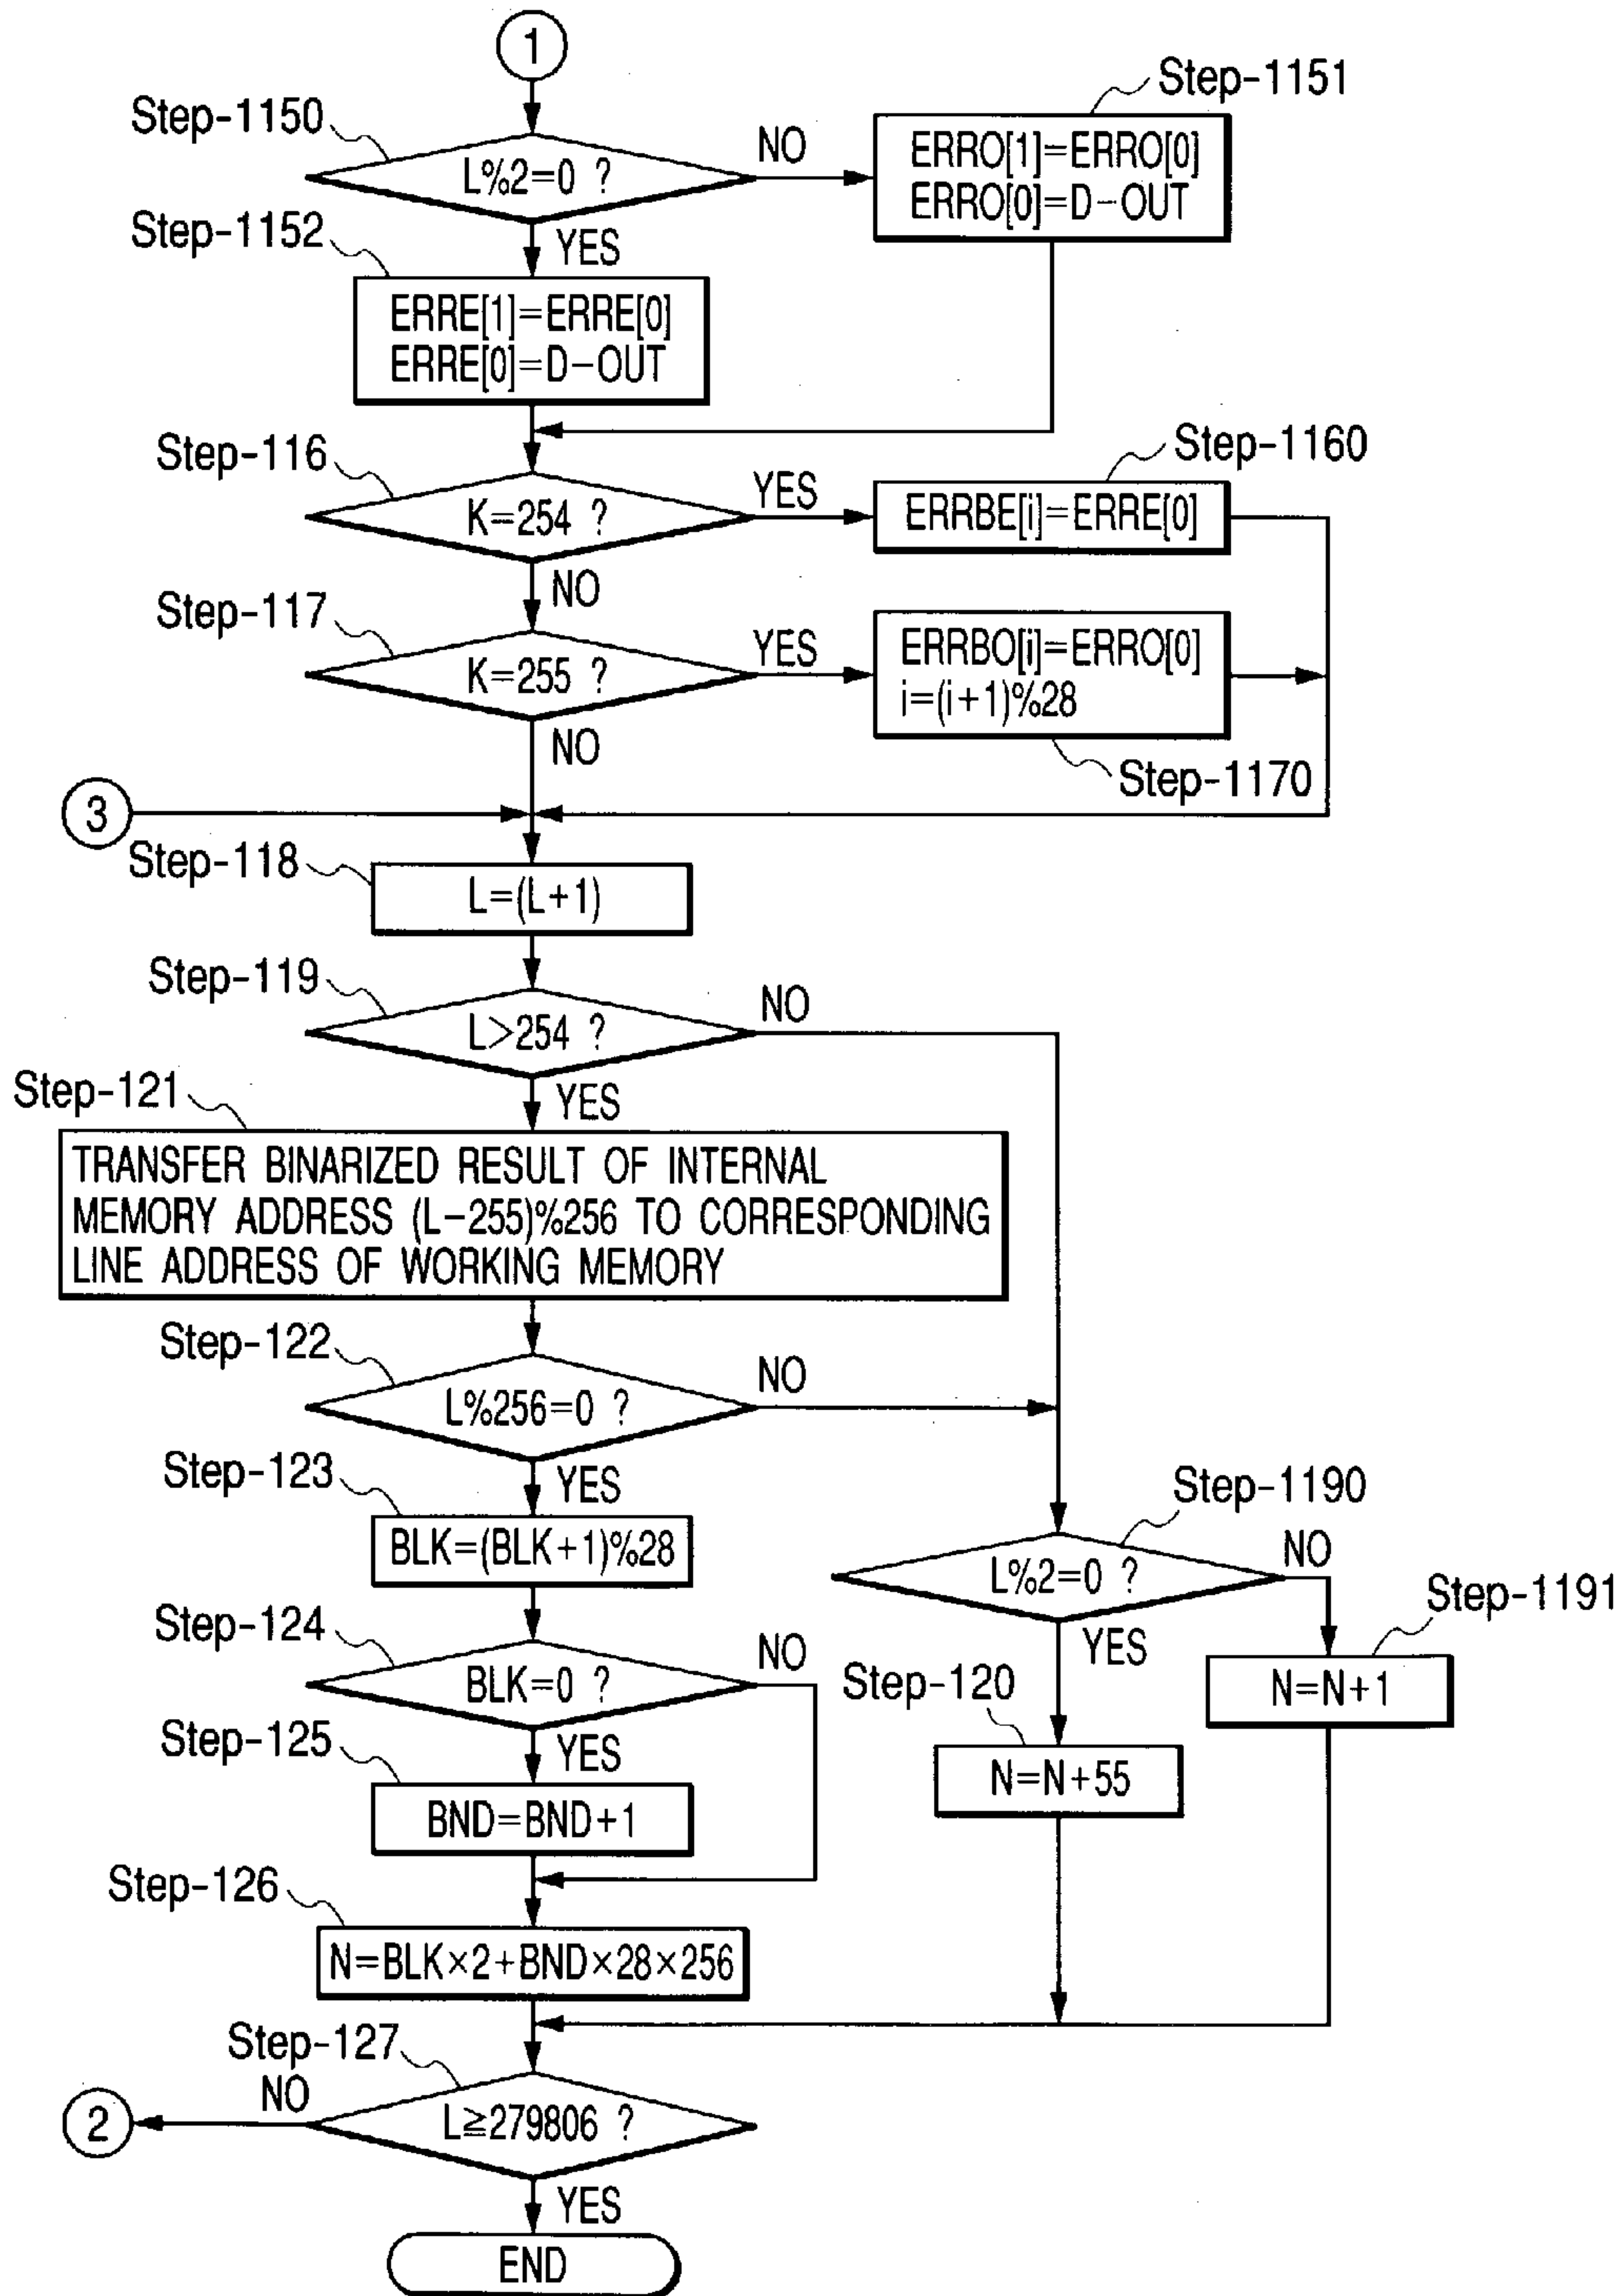 1
Step-1150
L%2=0 ?
NO
Step-1151
ERRO[1]=ERRO[0]
ERRO[0]=D-OUT
YES
Step-1152
ERRE[1]=ERRE[0]
ERRE[0]=D-OUT
Step-116
K=254 ?
YES
Step-1160
ERRBE[i]=ERRE[0]
NO
Step-117
K=255 ?
YES
ERRBO[i]=ERRO[0]
i=(i+1)%28
Step-1170
NO
3
Step-118
L=(L+1)
Step-119
L>254 ?
NO
YES
Step-121
TRANSFER BINARIZED RESULT OF INTERNAL
MEMORY ADDRESS (L-255)%256 TO CORRESPONDING
LINE ADDRESS OF WORKING MEMORY
Step-122
L%256=0 ?
NO
YES
Step-123
BLK=(BLK+1)%28
Step-1190
L%2=0 ?
NO
Step-1191
N=N+1
YES
Step-120
N=N+55
Step-124
BLK=0 ?
NO
YES
Step-125
BND=BND+1
Step-126
N=BLK×2+BND×28×256
Step-127
L≧279806 ?
NO
2
YES
END